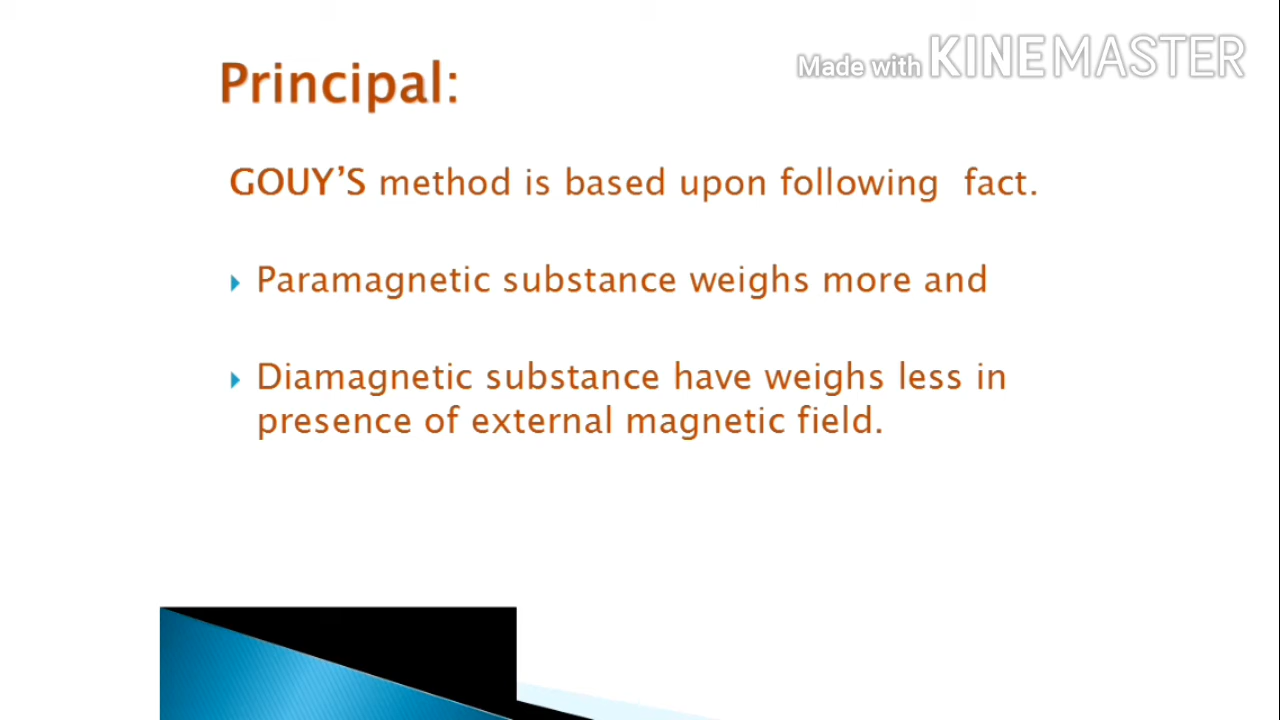 Made with KINEMASTER
Principal:
GOUY’S method is based upon following fact.
Paramagnetic substance weighs more and
Diamagnetic substance have weighs less in
presence of external magnetic field.